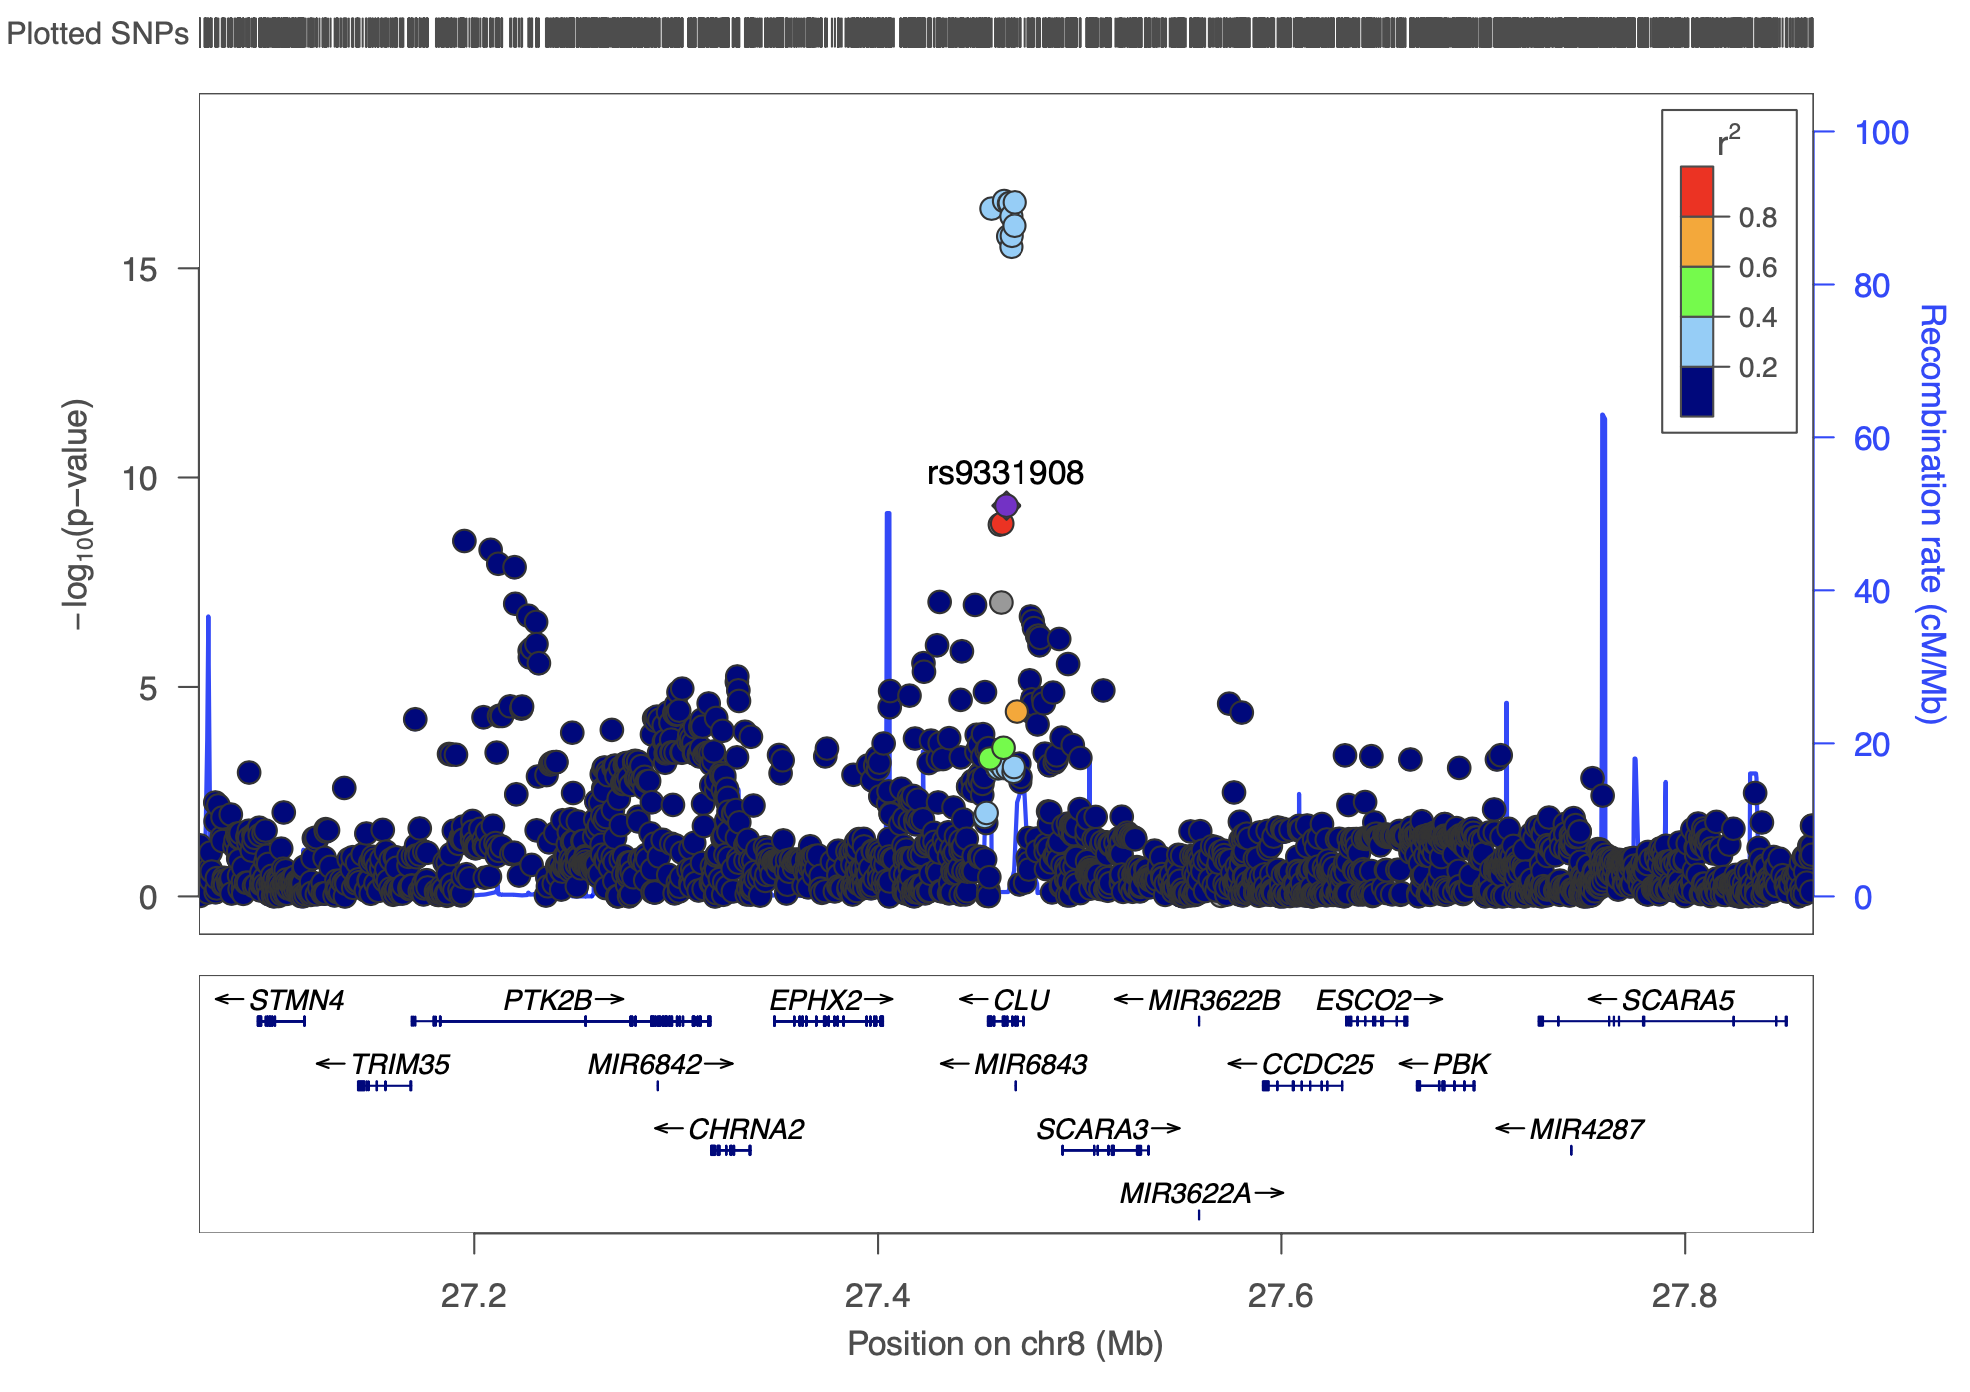 Plotted SNPs
r2
0.8
0.6
0.4
0.2
rs9331908
15
10
5
0
−log10(p−value)
100
80
60
40
20
0
Recombination rate (cM/Mb)
←STMN4 PTK2B→ EPHX2→ ←CLU ←MIR3622B ESCO2→ ←SCARA5
←TRIM35 MIR6842→ ←MIR6843 ←CCDC25 ←PBK
←CHRNA2 SCARA3→ ←MIR4287
MIR3622A→
27.2 27.4 27.6 27.8
Position on chr8 (Mb)